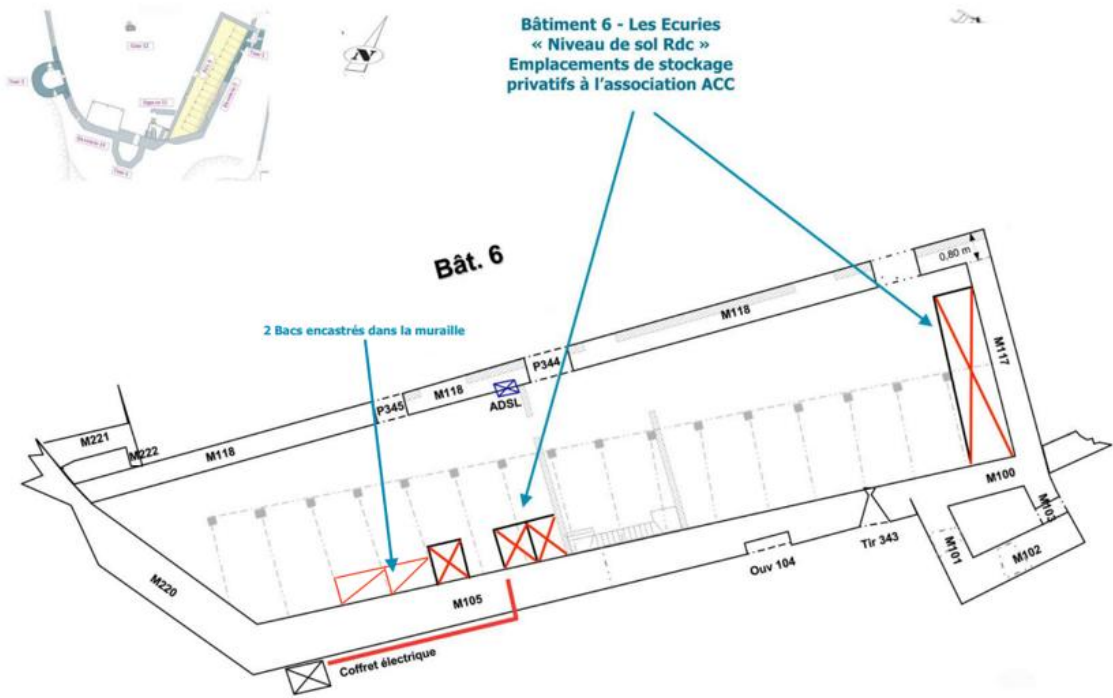 Bâtiment 6 - Les Ecuries
« Niveau de sol Rdc »
Emplacements de stockage
privatifs à l'association ACC
N
Bât. 6
0,80 m
2 Bacs encastrés dans la muraille
M118
M117
P344
M118
ADSL
P345
M221
M222
M118
M100
M103
M101
M102
Tir 343
Ouv 104
M105
M220
Coffret électrique